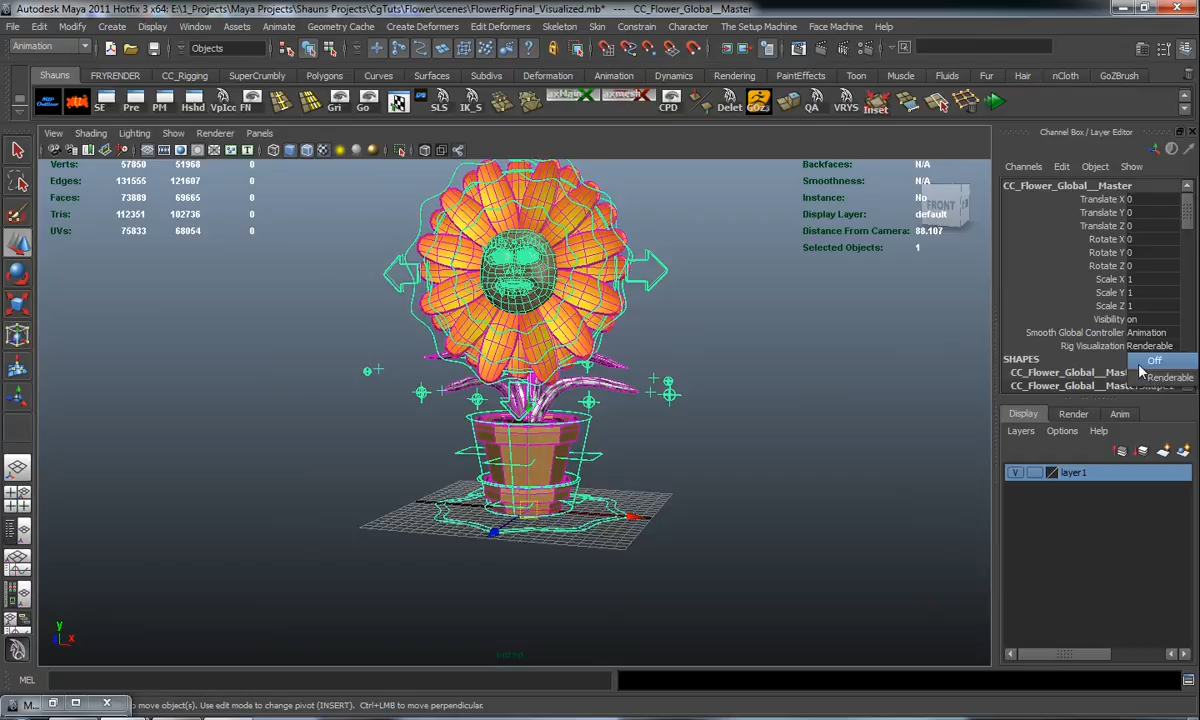 Autodesk Maya 2011 Hotfix 3 x64: E:\1_Projects\Maya Projects\Shauns Projects\CgTuts\Flower\scenes\FlowerRigFinal_Visualized.mb* --- CC_Flower_Global__Master
File Edit Modify Create Display Window Assets Animate Geometry Cache Create Deformers Edit Deformers Skeleton Skin Constrain Character The Setup Machine Face Machine Help
Animation Objects
Shauns FRYRENDER CC_Rigging SuperCrumbly Polygons Curves Surfaces Subdivs Deformation Animation Dynamics Rendering PaintEffects Toon Muscle Fluids Fur Hair nCloth GoZBrush
SE Pre PM Hshd VpIcc FN Gri Go SLS IK_S axHain axmesh CPD Delet GOZ3 QA VRYS Inset
View Shading Lighting Show Renderer Panels
Channel Box / Layer Editor
Channels Edit Object Show
Verts: 57850 51968 0
Edges: 131555 121607 0
Faces: 73889 69665 0
Tris: 112351 102736 0
UVs: 75833 68054 0
Backfaces: N/A
Smoothness: N/A
Instance: No
Display Layer: default
Distance From Camera: 88.107
Selected Objects: 1
FRONT
CC_Flower_Global__Master
Translate X 0
Translate Y 0
Translate Z 0
Rotate X 0
Rotate Y 0
Rotate Z 0
Scale X 1
Scale Y 1
Scale Z 1
Visibility on
Smooth Global Controller Animation
Rig Visualization Renderable
SHAPES
Off
CC_Flower_Global__Mas
Renderable
CC_Flower_Global__Master
Display Render Anim
Layers Options Help
V layer1
y
x
persp
MEL
M... to move object(s). Use edit mode to change pivot (INSERT). Ctrl+LMB to move perpendicular.